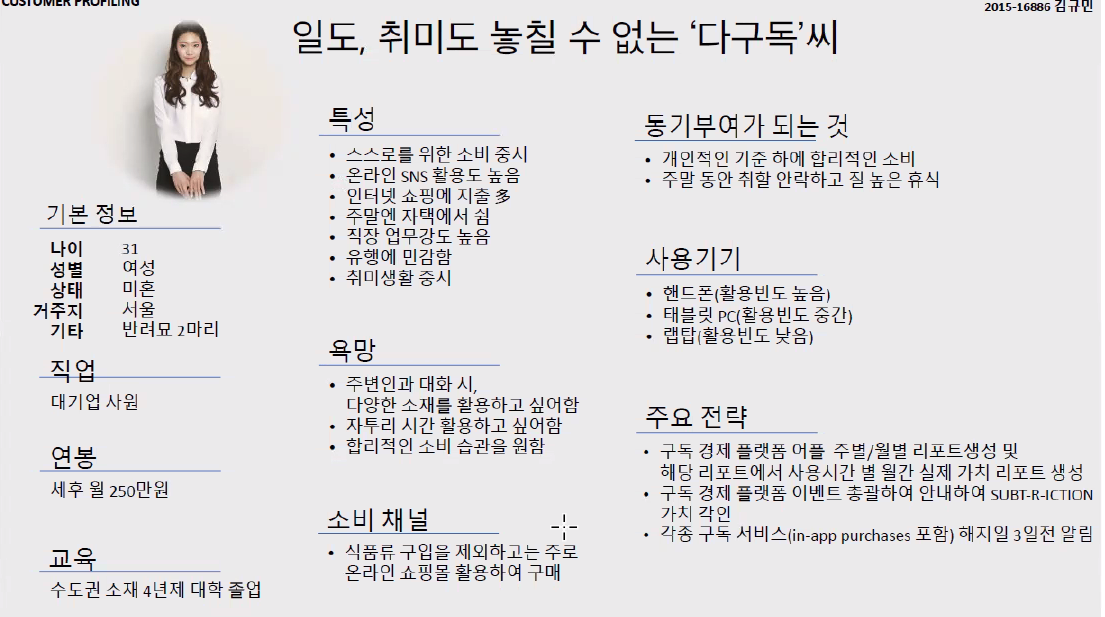 CUSTOMER PROFILING
2015-16886 김규민
일도, 취미도 놓칠 수 없는 ‘다구독’씨
기본 정보
나이 31
성별 여성
상태 미혼
거주지 서울
기타 반려묘 2마리
직업
대기업 사원
연봉
세후 월 250만원
교육
수도권 소재 4년제 대학 졸업
특성
• 스스로를 위한 소비 중시
• 온라인 SNS 활용도 높음
• 인터넷 쇼핑에 지출 多
• 주말엔 자택에서 쉼
• 직장 업무강도 높음
• 유행에 민감함
• 취미생활 중시
욕망
• 주변인과 대화 시,
다양한 소재를 활용하고 싶어함
• 자투리 시간 활용하고 싶어함
• 합리적인 소비 습관을 원함
소비 채널
• 식품류 구입을 제외하고는 주로
온라인 쇼핑몰 활용하여 구매
동기부여가 되는 것
• 개인적인 기준 하에 합리적인 소비
• 주말 동안 취할 안락하고 질 높은 휴식
사용기기
• 핸드폰(활용빈도 높음)
• 태블릿 PC(활용빈도 중간)
• 랩탑(활용빈도 낮음)
주요 전략
• 구독 경제 플랫폼 어플 주별/월별 리포트생성 및
해당 리포트에서 사용시간 별 월간 실제 가치 리포트 생성
• 구독 경제 플랫폼 이벤트 총괄하여 안내하여 SUBT-R-ICTION
가치 각인
• 각종 구독 서비스(in-app purchases 포함) 해지일 3일전 알림